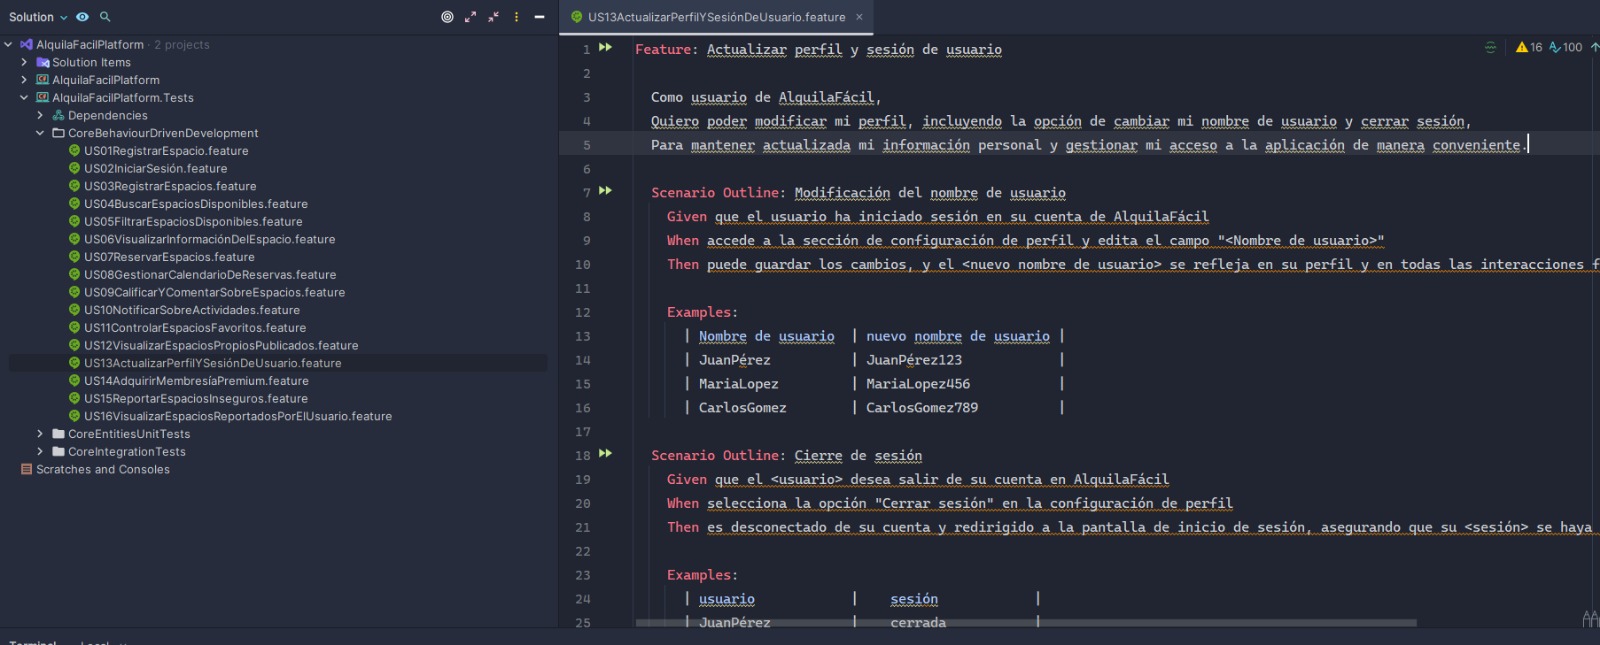 Solution
AlquilaFacilPlatform · 2 projects
Solution Items
AlquilaFacilPlatform
AlquilaFacilPlatform.Tests
Dependencies
CoreBehaviourDrivenDevelopment
US01RegistrarEspacio.feature
US02IniciarSesión.feature
US03RegistrarEspacios.feature
US04BuscarEspaciosDisponibles.feature
US05FiltrarEspaciosDisponibles.feature
US06VisualizarInformaciónDelEspacio.feature
US07ReservarEspacios.feature
US08GestionarCalendarioDeReservas.feature
US09CalificarYComentarSobreEspacios.feature
US10NotificarSobreActividades.feature
US11ControlarEspaciosFavoritos.feature
US12VisualizarEspaciosPropiosPublicados.feature
US13ActualizarPerfilYSesiónDeUsuario.feature
US14AdquirirMembresíaPremium.feature
US15ReportarEspaciosInseguros.feature
US16VisualizarEspaciosReportadosPorElUsuario.feature
CoreEntitiesUnitTests
CoreIntegrationTests
Scratches and Consoles
US13ActualizarPerfilYSesiónDeUsuario.feature ×
16 100
1 Feature: Actualizar perfil y sesión de usuario
2
3 Como usuario de AlquilaFácil,
4 Quiero poder modificar mi perfil, incluyendo la opción de cambiar mi nombre de usuario y cerrar sesión,
5 Para mantener actualizada mi información personal y gestionar mi acceso a la aplicación de manera conveniente.
6
7 Scenario Outline: Modificación del nombre de usuario
8 Given que el usuario ha iniciado sesión en su cuenta de AlquilaFácil
9 When accede a la sección de configuración de perfil y edita el campo "<Nombre de usuario>"
10 Then puede guardar los cambios, y el <nuevo nombre de usuario> se refleja en su perfil y en todas las interacciones f
11
12 Examples:
13 | Nombre de usuario | nuevo nombre de usuario |
14 | JuanPérez | JuanPérez123 |
15 | MariaLopez | MariaLopez456 |
16 | CarlosGomez | CarlosGomez789 |
17
18 Scenario Outline: Cierre de sesión
19 Given que el <usuario> desea salir de su cuenta en AlquilaFácil
20 When selecciona la opción "Cerrar sesión" en la configuración de perfil
21 Then es desconectado de su cuenta y redirigido a la pantalla de inicio de sesión, asegurando que su <sesión> se haya
22
23 Examples:
24 | usuario | sesión |
25 | JuanPérez | cerrada |